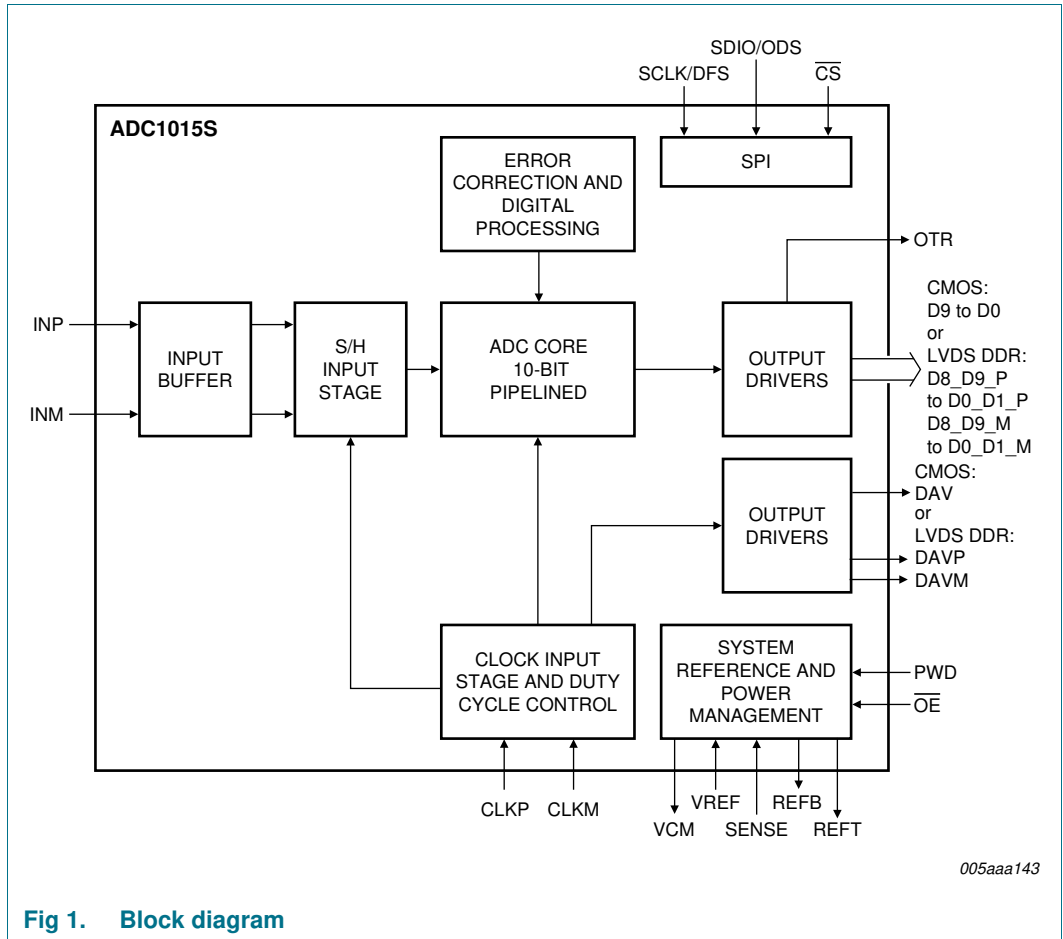 SDIO/ODS
SCLK/DFS
CS
ADC1015S
ERROR
CORRECTION AND
DIGITAL
PROCESSING
SPI
OTR
CMOS:
D9 to D0
or
LVDS DDR:
D8_D9_P
to D0_D1_P
D8_D9_M
to D0_D1_M
INP
INM
INPUT
BUFFER
S/H
INPUT
STAGE
ADC CORE
10-BIT
PIPELINED
OUTPUT
DRIVERS
OUTPUT
DRIVERS
CMOS:
DAV
or
LVDS DDR:
DAVP
DAVM
CLOCK INPUT
STAGE AND DUTY
CYCLE CONTROL
SYSTEM
REFERENCE AND
POWER
MANAGEMENT
PWD
OE
CLKP
CLKM
VCM
VREF
SENSE
REFB
REFT
005aaa143
Fig 1. Block diagram